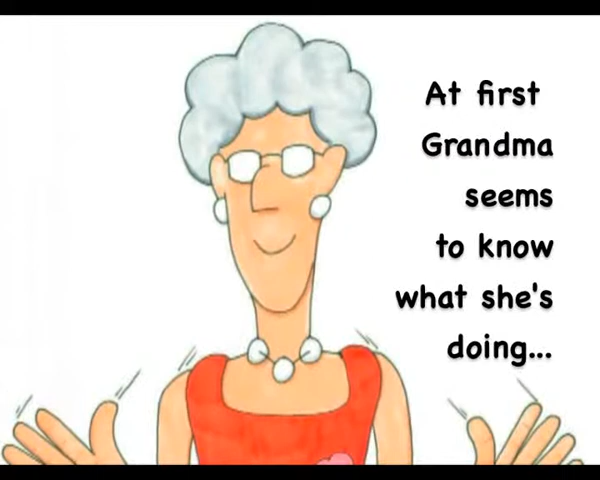 At first
Grandma
seems
to know
what she's
doing...